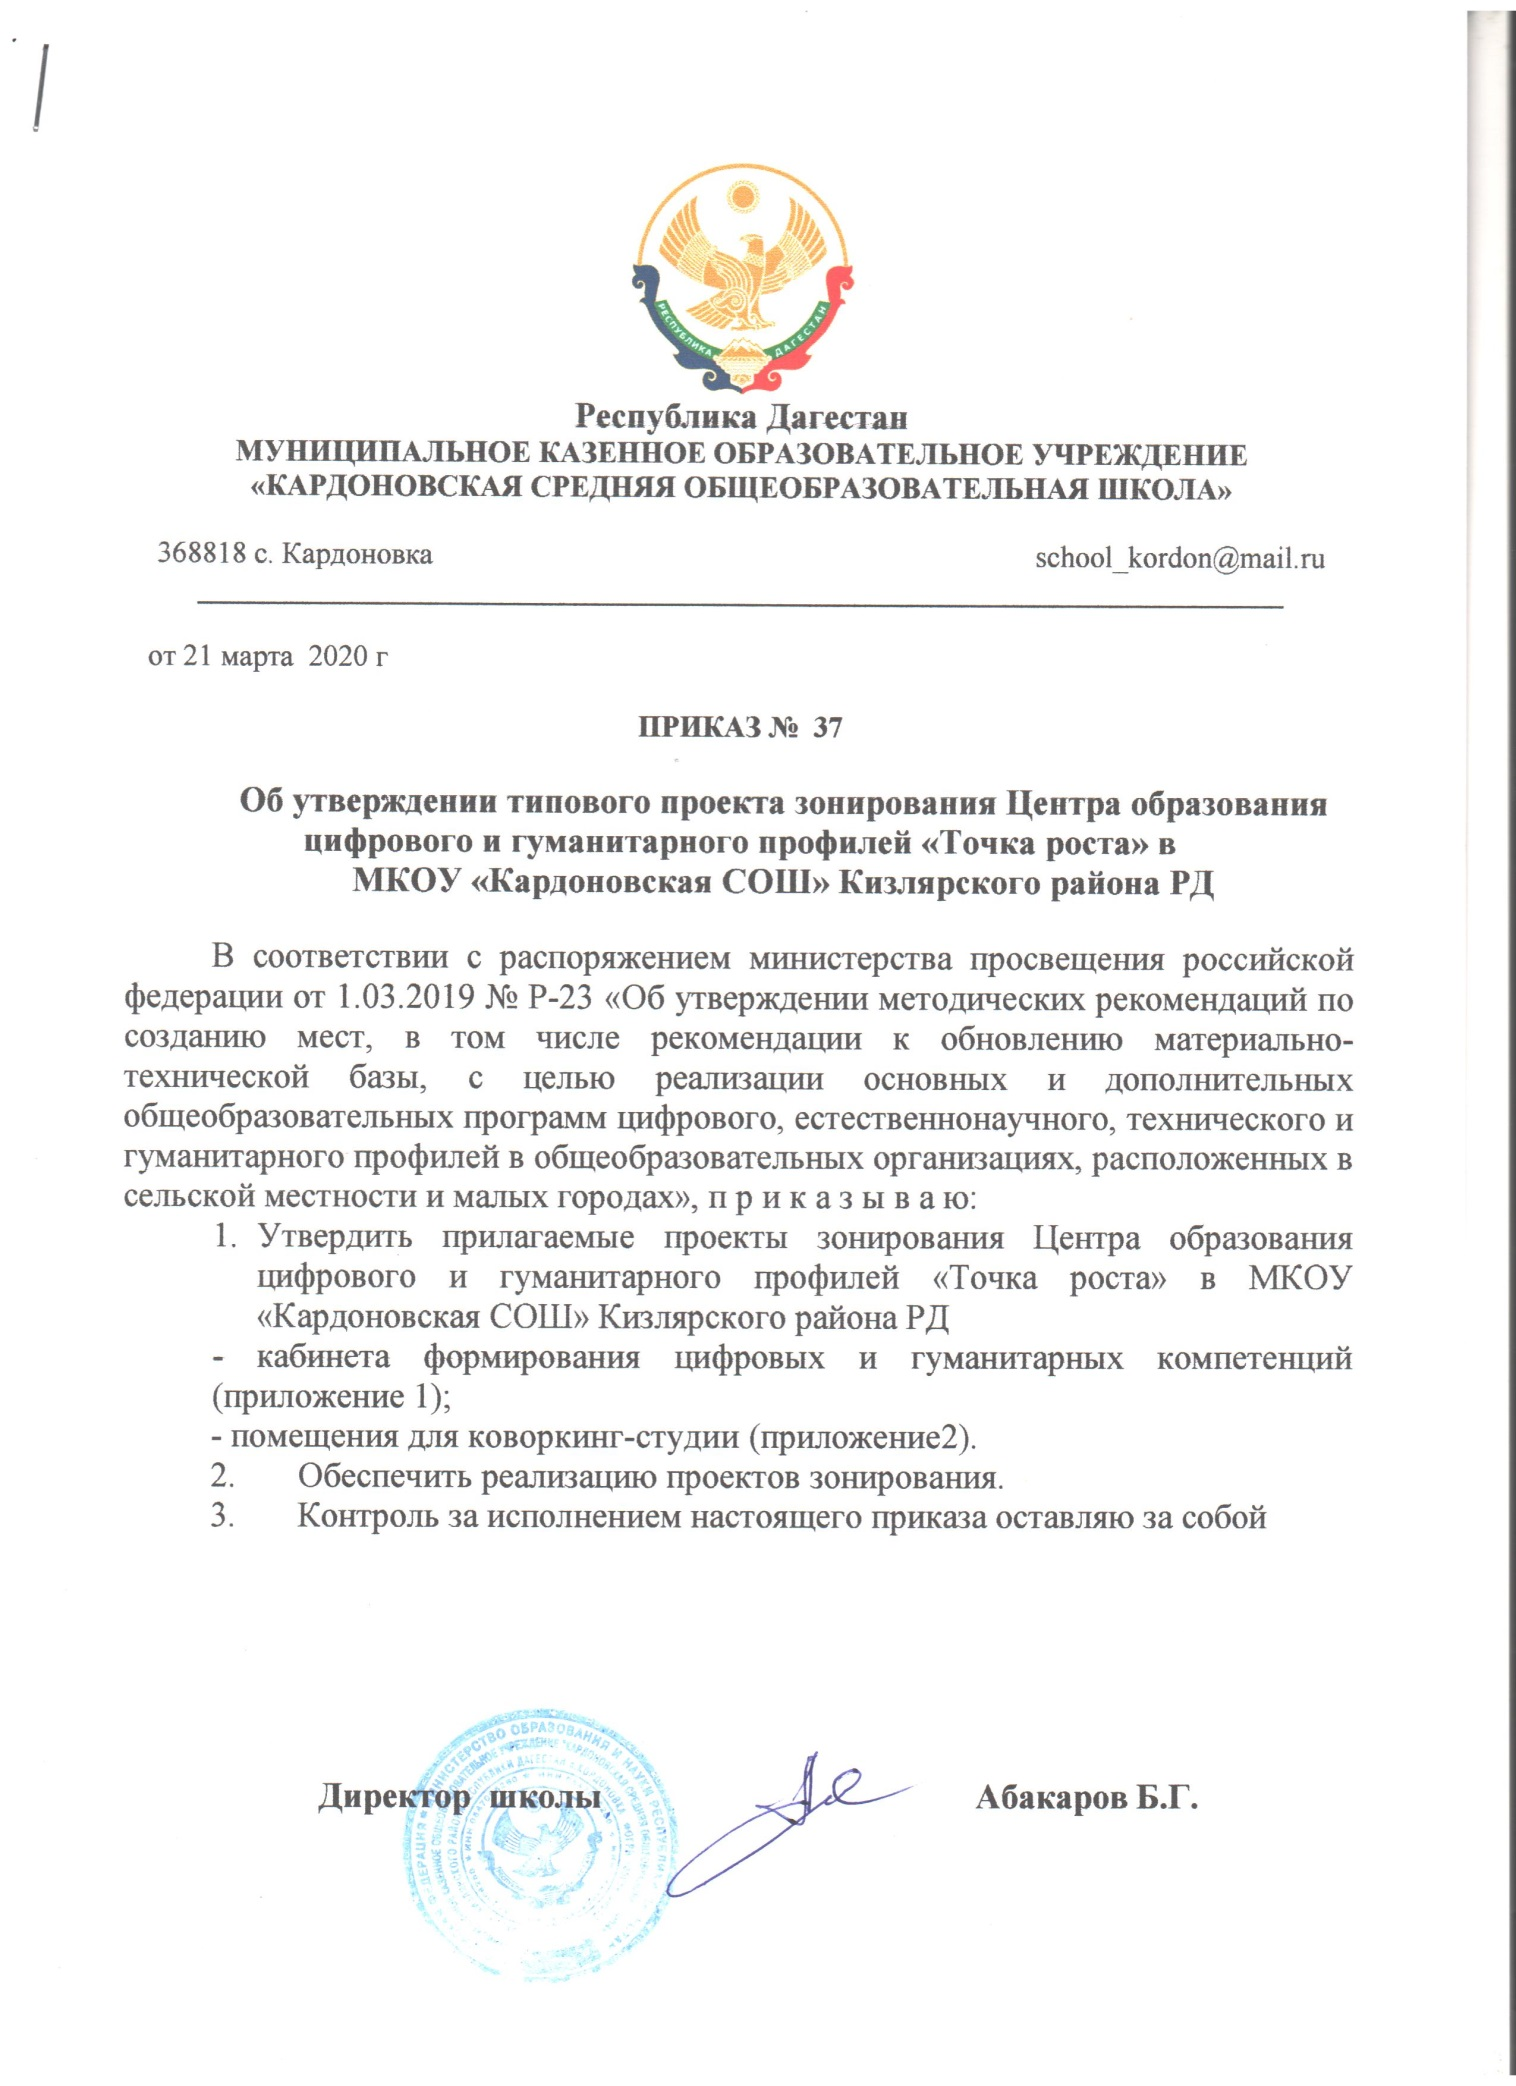 РЕСПУБЛИКА ДАГЕСТАН
Республика Дагестан
МУНИЦИПАЛЬНОЕ КАЗЕННОЕ ОБРАЗОВАТЕЛЬНОЕ УЧРЕЖДЕНИЕ
«КАРДОНОВСКАЯ СРЕДНЯЯ ОБЩЕОБРАЗОВАТЕЛЬНАЯ ШКОЛА»
368818 с. Кардоновка school_kordon@mail.ru
от 21 марта 2020 г
ПРИКАЗ № 37
Об утверждении типового проекта зонирования Центра образования
цифрового и гуманитарного профилей «Точка роста» в
МКОУ «Кардоновская СОШ» Кизлярского района РД
В соответствии с распоряжением министерства просвещения российской
федерации от 1.03.2019 № Р-23 «Об утверждении методических рекомендаций по
созданию мест, в том числе рекомендации к обновлению материально-
технической базы, с целью реализации основных и дополнительных
общеобразовательных программ цифрового, естественнонаучного, технического и
гуманитарного профилей в общеобразовательных организациях, расположенных в
сельской местности и малых городах», п р и к а з ы в а ю:
1. Утвердить прилагаемые проекты зонирования Центра образования
цифрового и гуманитарного профилей «Точка роста» в МКОУ
«Кардоновская СОШ» Кизлярского района РД
- кабинета формирования цифровых и гуманитарных компетенций
(приложение 1);
- помещения для коворкинг-студии (приложение2).
2. Обеспечить реализацию проектов зонирования.
3. Контроль за исполнением настоящего приказа оставляю за собой
Директор школы Абакаров Б.Г.
МИНИСТЕРСТВО ОБРАЗОВАНИЯ И НАУКИ